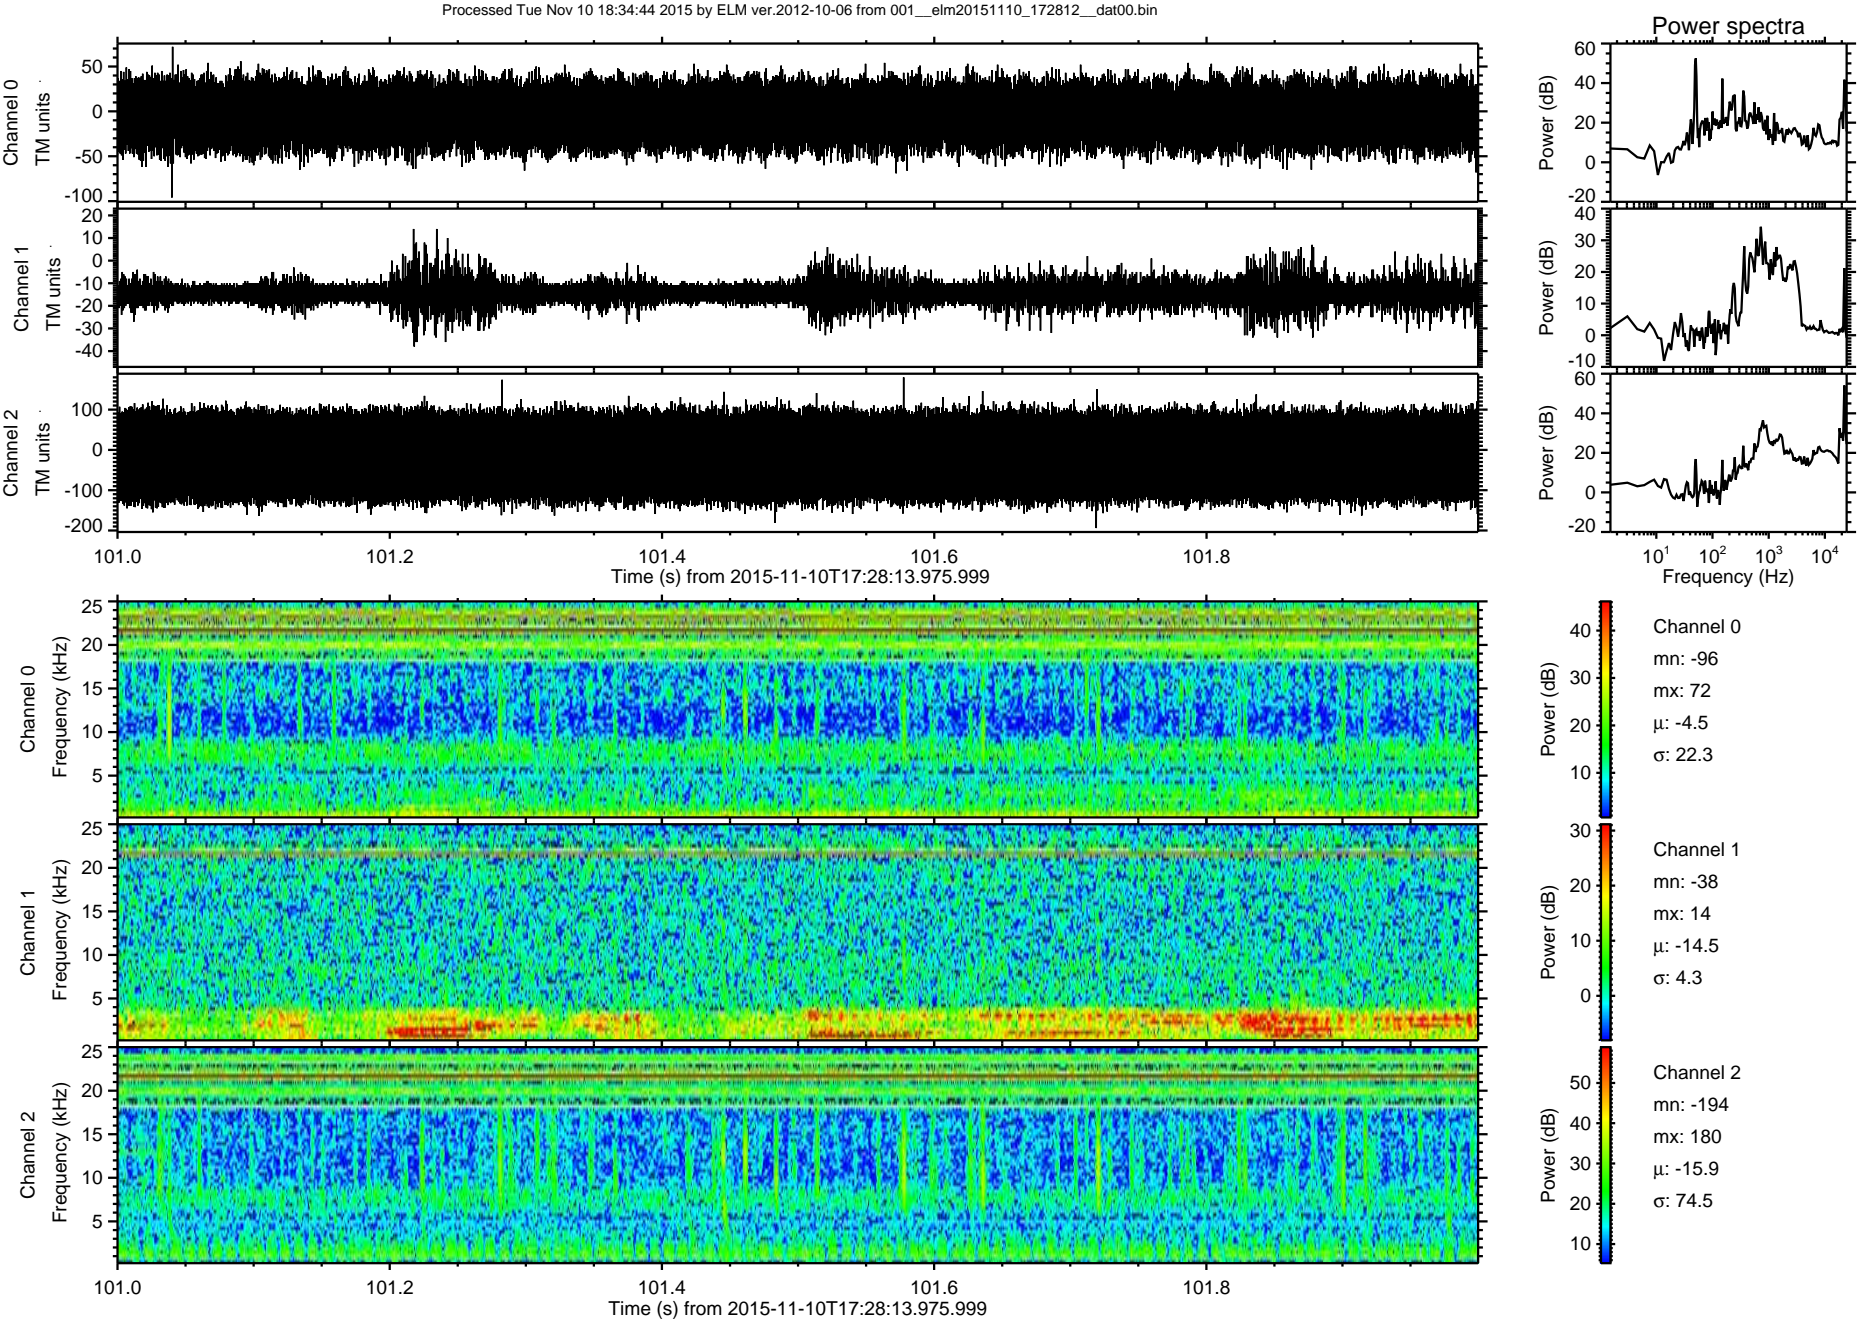 Processed Tue Nov 10 18:34:44 2015 by ELM ver.2012-10-06 from 001__elm20151110_172812__dat00.bin
Power spectra
Channel 0
TM units
50
0
-50
-100
Power (dB)
60
40
20
0
-20
Channel 1
TM units
20
10
0
-10
-20
-30
-40
Power (dB)
40
30
20
10
0
-10
Channel 2
TM units
100
0
-100
-200
Power (dB)
60
40
20
0
-20
101.0 101.2 101.4 101.6 101.8
Time (s) from 2015-11-10T17:28:13.975.999
10¹ 10² 10³ 10⁴
Frequency (Hz)
Channel 0
Frequency (kHz)
25
20
15
10
5
Power (dB)
40
30
20
10
Channel 0
mn: -96
mx: 72
μ: -4.5
σ: 22.3
Channel 1
Frequency (kHz)
25
20
15
10
5
Power (dB)
30
20
10
0
Channel 1
mn: -38
mx: 14
μ: -14.5
σ: 4.3
Channel 2
Frequency (kHz)
25
20
15
10
5
Power (dB)
50
40
30
20
10
Channel 2
mn: -194
mx: 180
μ: -15.9
σ: 74.5
101.0 101.2 101.4 101.6 101.8
Time (s) from 2015-11-10T17:28:13.975.999